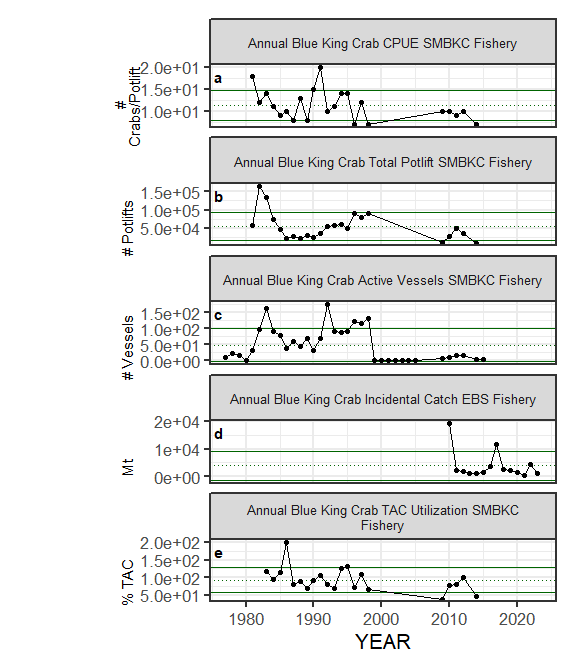 Annual Blue King Crab CPUE SMBKC Fishery
a
#
Crabs/Potlift
2.0e+01
1.5e+01
1.0e+01
Annual Blue King Crab Total Potlift SMBKC Fishery
b
# Potlifts
1.5e+05
1.0e+05
5.0e+04
Annual Blue King Crab Active Vessels SMBKC Fishery
c
# Vessels
1.5e+02
1.0e+02
5.0e+01
0.0e+00
Annual Blue King Crab Incidental Catch EBS Fishery
d
Mt
2e+04
1e+04
0e+00
Annual Blue King Crab TAC Utilization SMBKC
Fishery
e
% TAC
2.0e+02
1.5e+02
1.0e+02
5.0e+01
1980 1990 2000 2010 2020
YEAR